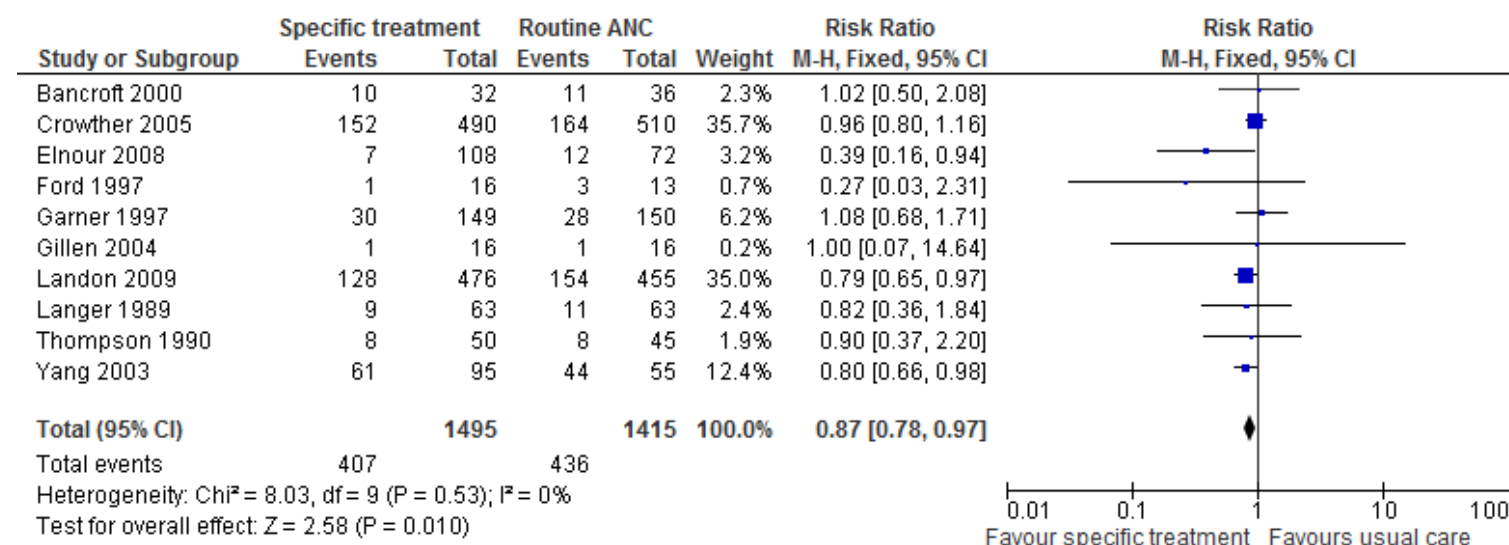 Specific treatment Routine ANC Risk Ratio Risk Ratio
Study or Subgroup Events Total Events Total Weight M-H, Fixed, 95% CI M-H, Fixed, 95% CI
Bancroft 2000 10 32 11 36 2.3% 1.02 [0.50, 2.08]
Crowther 2005 152 490 164 510 35.7% 0.96 [0.80, 1.16]
Elnour 2008 7 108 12 72 3.2% 0.39 [0.16, 0.94]
Ford 1997 1 16 3 13 0.7% 0.27 [0.03, 2.31]
Garner 1997 30 149 28 150 6.2% 1.08 [0.68, 1.71]
Gillen 2004 1 16 1 16 0.2% 1.00 [0.07, 14.64]
Landon 2009 128 476 154 455 35.0% 0.79 [0.65, 0.97]
Langer 1989 9 63 11 63 2.4% 0.82 [0.36, 1.84]
Thompson 1990 8 50 8 45 1.9% 0.90 [0.37, 2.20]
Yang 2003 61 95 44 55 12.4% 0.80 [0.66, 0.98]
Total (95% CI) 1495 1415 100.0% 0.87 [0.78, 0.97]
Total events 407 436
Heterogeneity: Chi² = 8.03, df = 9 (P = 0.53); I² = 0%
Test for overall effect: Z = 2.58 (P = 0.010)
0.01 0.1 1 10 100
Favour specific treatment Favours usual care